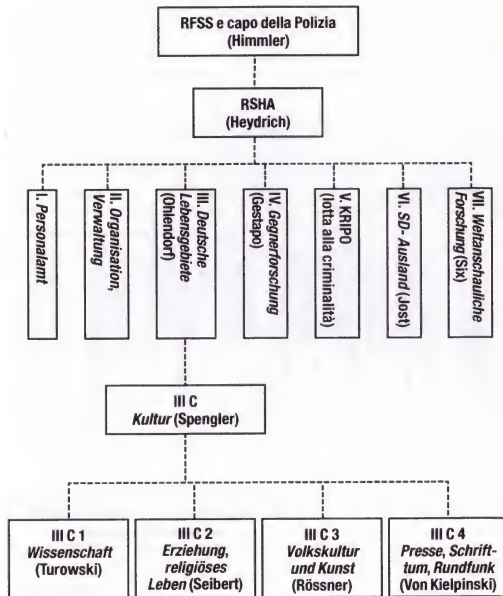 RFSS e capo della Polizia
(Himmler)
RSHA
(Heydrich)
I. Personalamt
II. Organisation,
Verwaltung
III. Deutsche
Lebensgebiete
(Ohlendorf)
IV. Gegnerforschung
(Gestapo)
V. KRIPO
(lotta alla criminalità)
VI. SD- Ausland (Jost)
VII. Weltanschauliche
Forschung (Six)
III C
Kultur (Spengler)
III C 1
Wissenschaft
(Turowski)
III C 2
Erziehung,
religiöses
Leben (Seibert)
III C 3
Volkskultur
und Kunst
(Rössner)
III C 4
Presse, Schrift-
tum, Rundfunk
(Von Kielpinski)